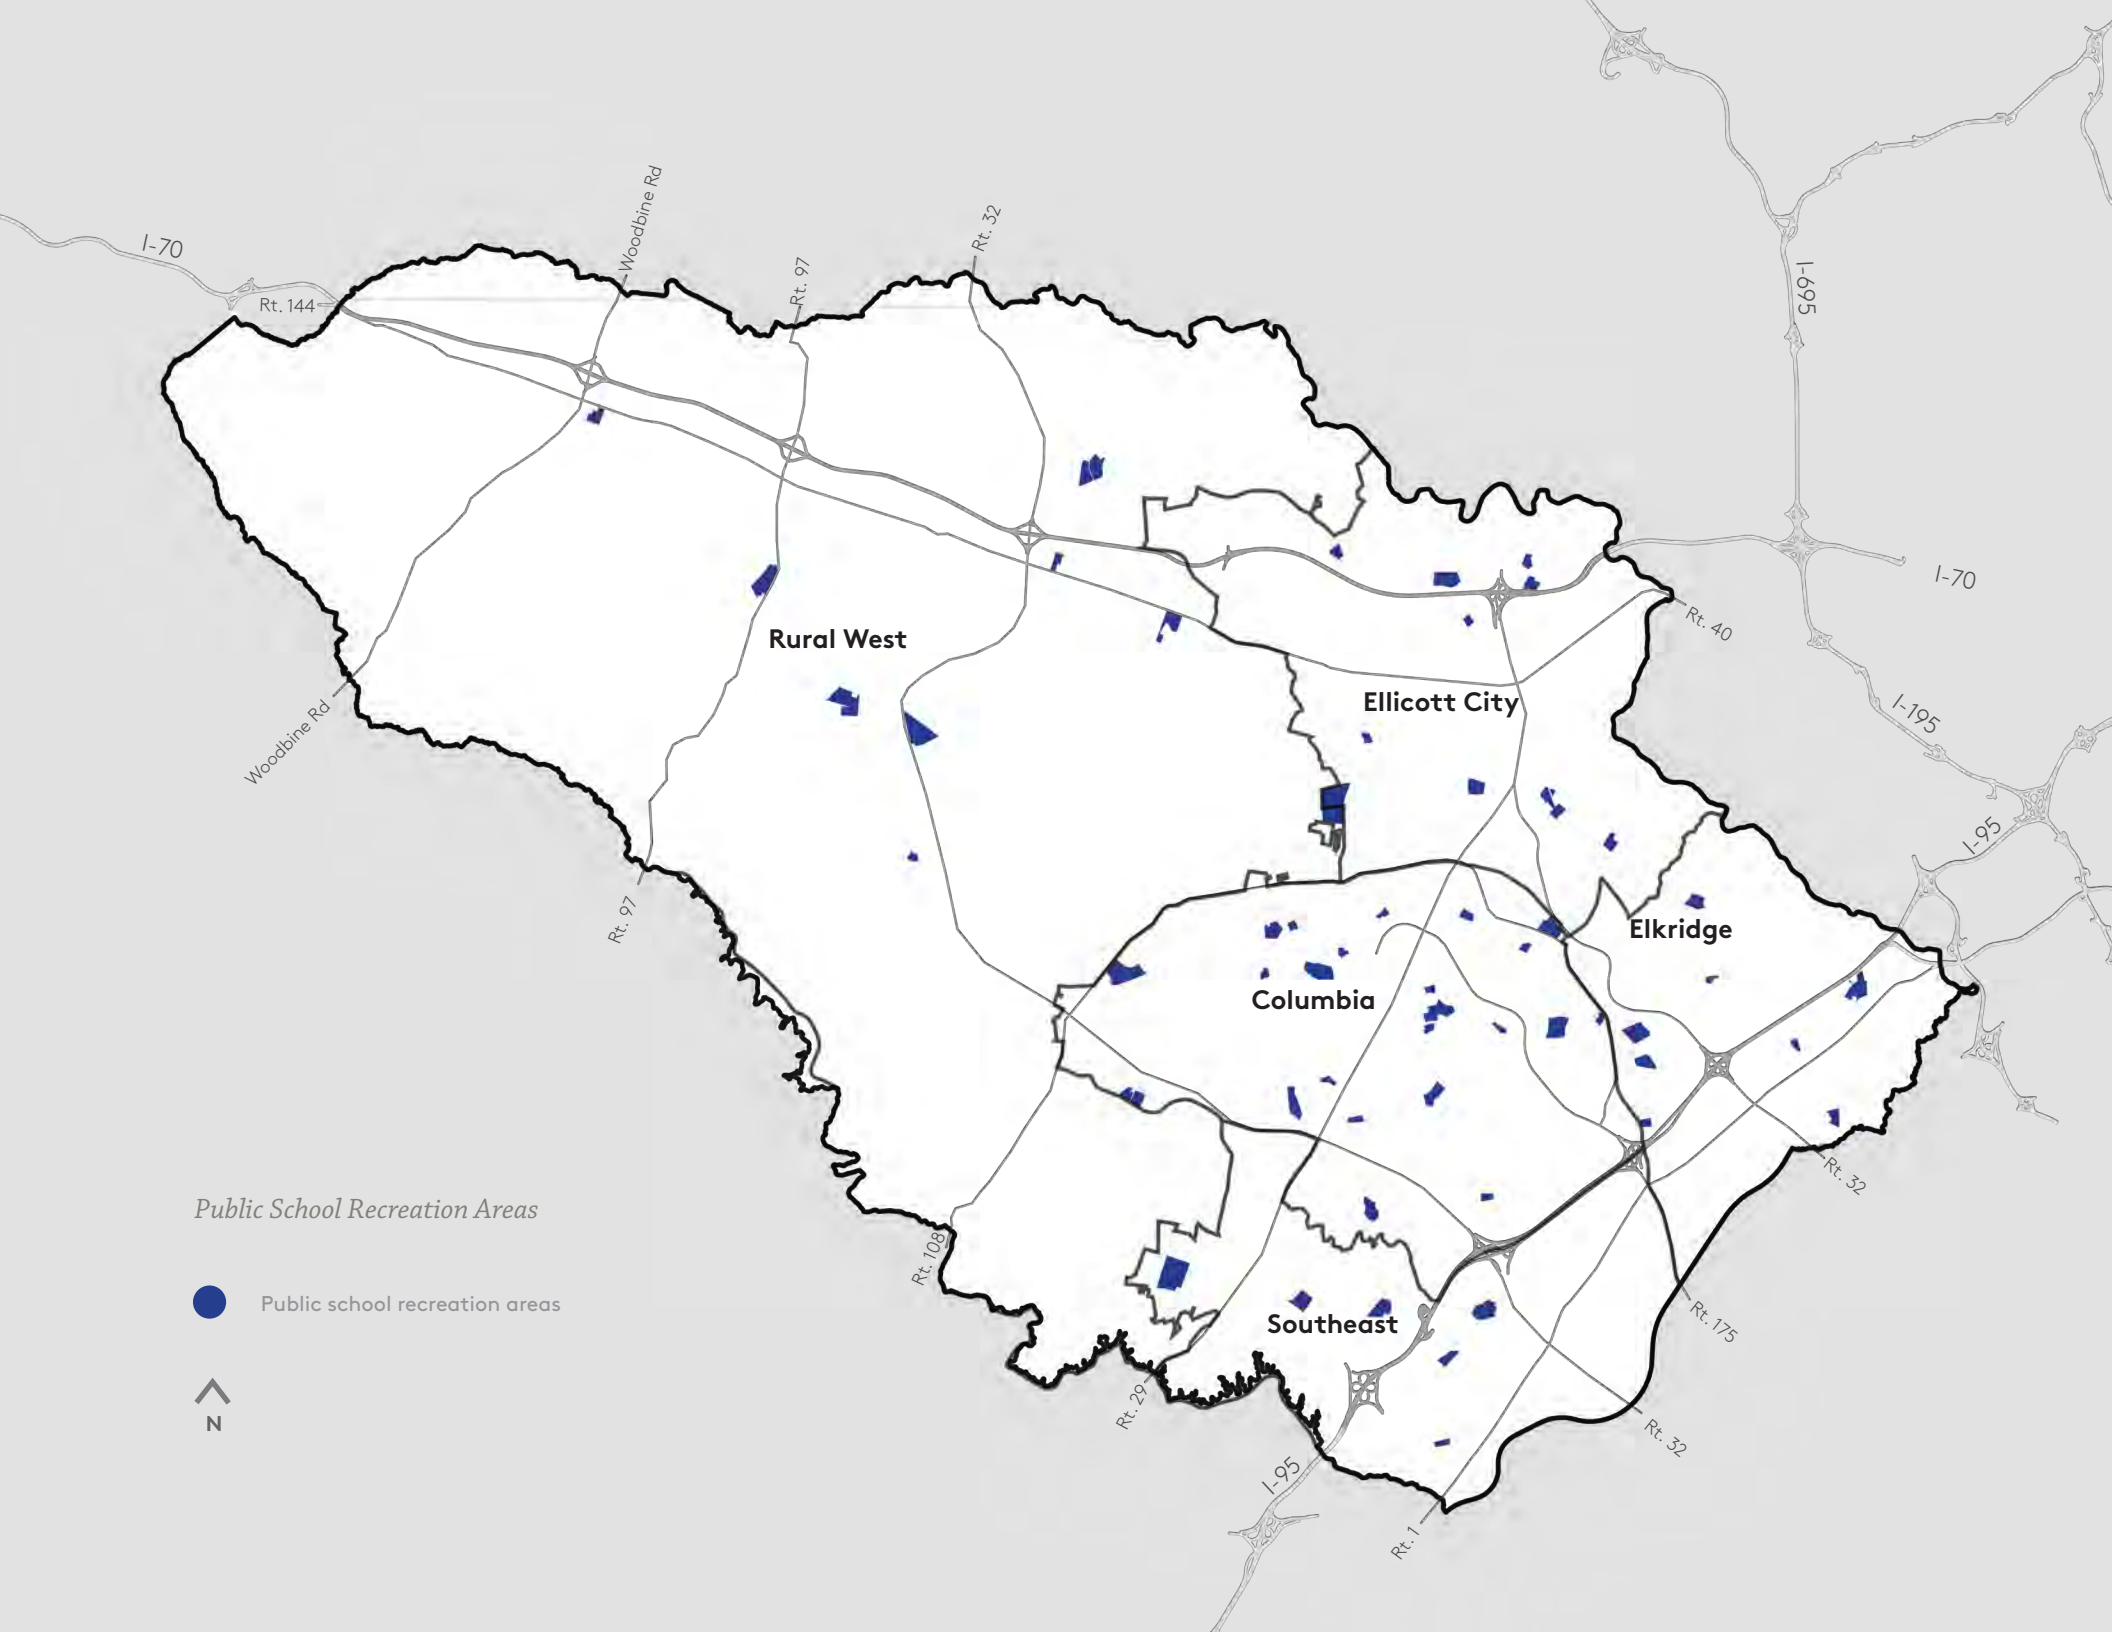 I-70
Rt. 144
Woodbine Rd
Rt. 97
Rt. 32
I-695
I-70
Rt. 40
I-195
I-95
Rural West
Ellicott City
Woodbine Rd
Rt. 97
Elkridge
Columbia
Rt. 32
Public School Recreation Areas
Rt. 108
Public school recreation areas
Southeast
Rt. 175
N
Rt. 29
Rt. 32
I-95
Rt. 1